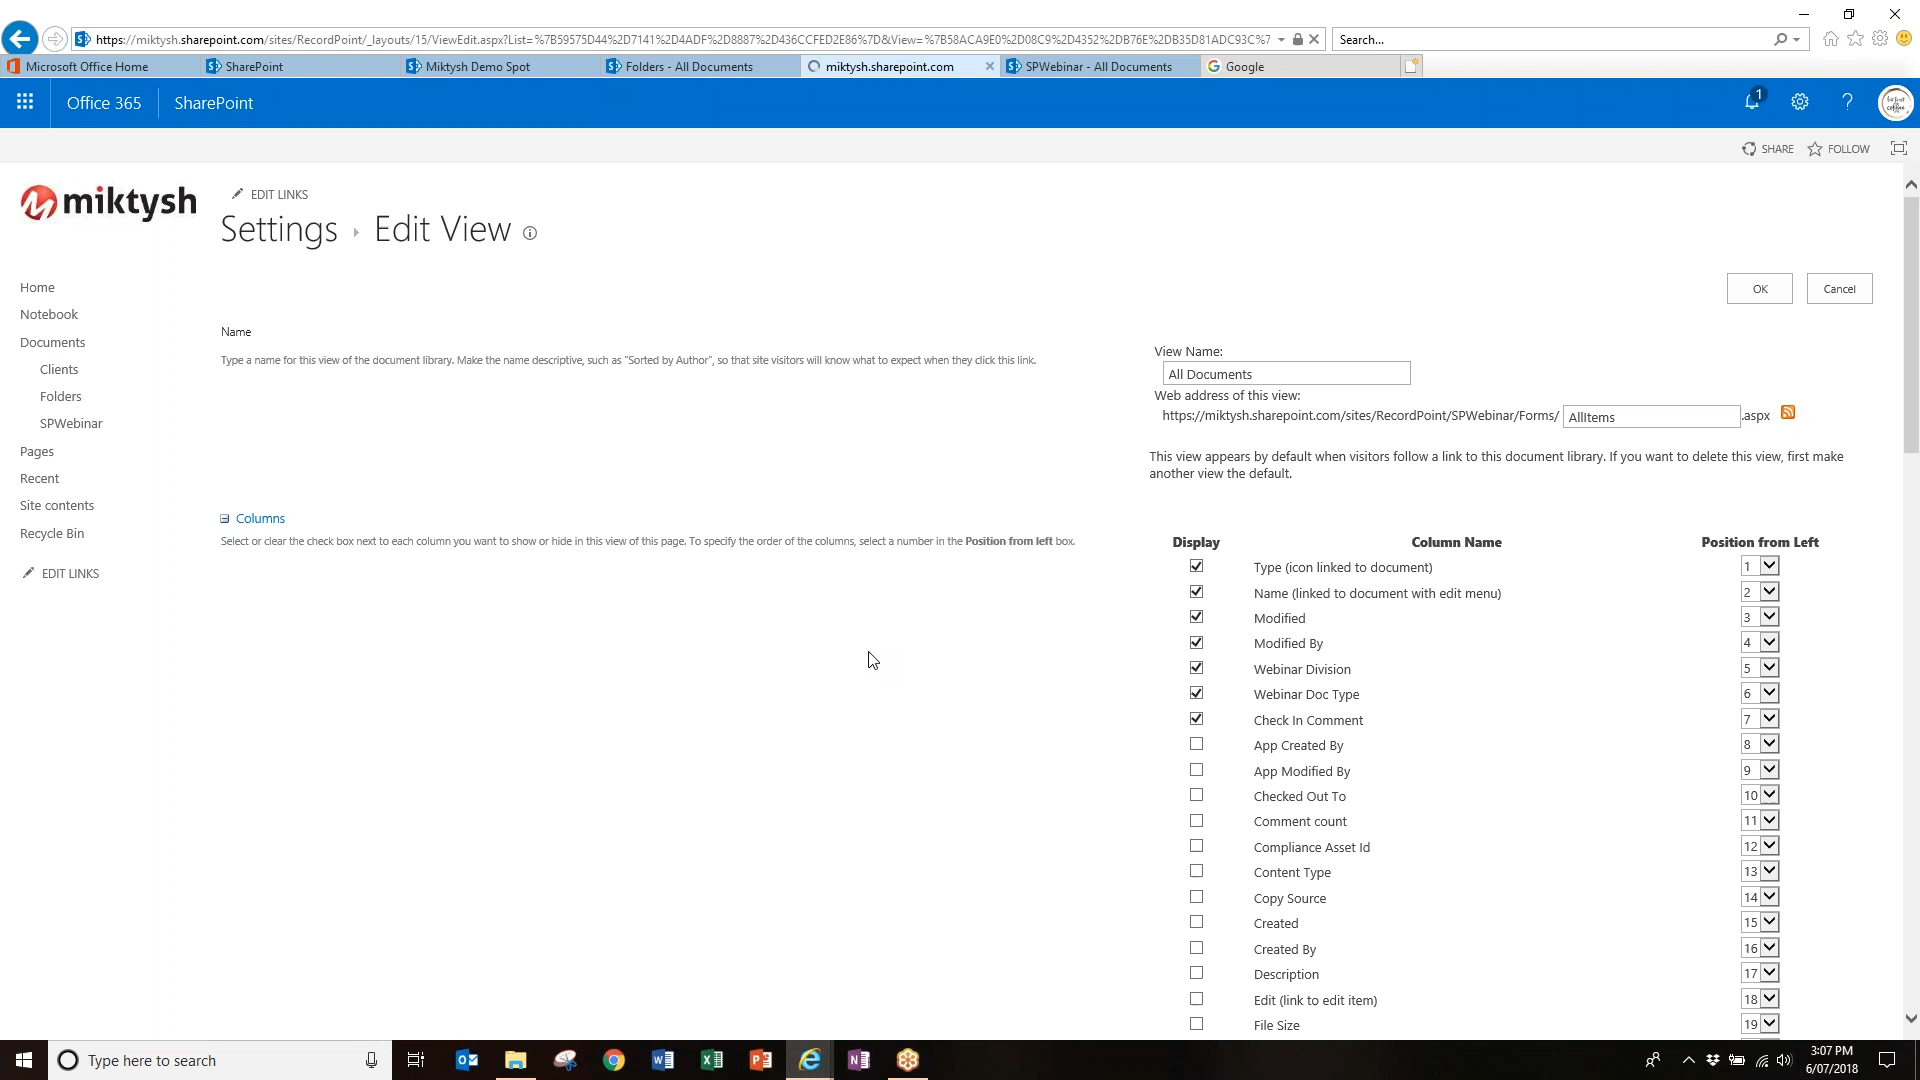 https://miktysh.sharepoint.com/sites/RecordPoint/_layouts/15/ViewEdit.aspx?List=%7B59575D44%2D7141%2D4ADF%2D8887%2D436CCFED2E86%7D&View=%7B58ACA9E0%2D08C9%2D4352%2DB76E%2DB35D81ADC93C%7
Search...
Microsoft Office Home
SharePoint
Miktysh Demo Spot
Folders - All Documents
miktysh.sharepoint.com
SPWebinar - All Documents
Google
Office 365
SharePoint
1
?
SHARE
FOLLOW
miktysh
EDIT LINKS
Settings
Edit View
Home
Notebook
Documents
Clients
Folders
SPWebinar
Pages
Recent
Site contents
Recycle Bin
EDIT LINKS
OK
Cancel
Name
Type a name for this view of the document library. Make the name descriptive, such as "Sorted by Author", so that site visitors will know what to expect when they click this link.
View Name:
All Documents
Web address of this view:
https://miktysh.sharepoint.com/sites/RecordPoint/SPWebinar/Forms/ AllItems .aspx
This view appears by default when visitors follow a link to this document library. If you want to delete this view, first make
another view the default.
Columns
Select or clear the check box next to each column you want to show or hide in this view of this page. To specify the order of the columns, select a number in the Position from left box.
Display Column Name Position from Left
Type (icon linked to document) 1
Name (linked to document with edit menu) 2
Modified 3
Modified By 4
Webinar Division 5
Webinar Doc Type 6
Check In Comment 7
App Created By 8
App Modified By 9
Checked Out To 10
Comment count 11
Compliance Asset Id 12
Content Type 13
Copy Source 14
Created 15
Created By 16
Description 17
Edit (link to edit item) 18
File Size 19
Type here to search
3:07 PM
6/07/2018